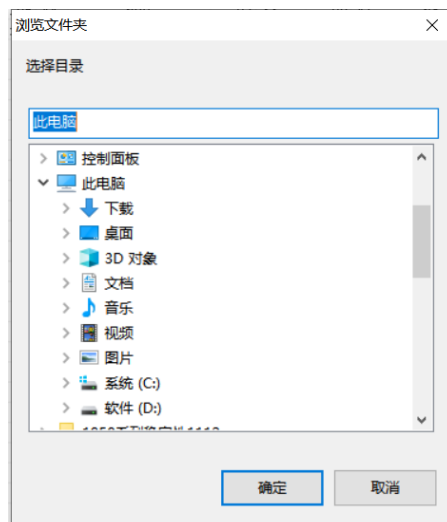 浏览文件夹
选择目录
此电脑
控制面板
此电脑
下载
桌面
3D 对象
文档
音乐
视频
图片
系统 (C:)
软件 (D:)
确定
取消